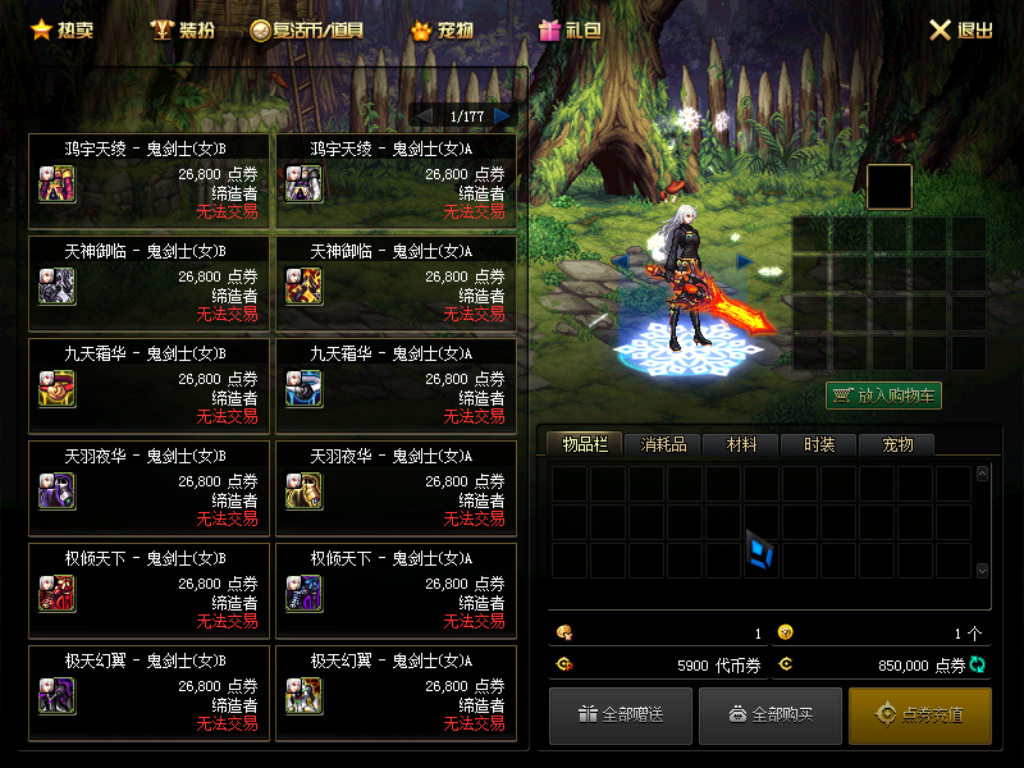 热卖
装扮
复活币/道具
宠物
礼包
退出
1/177
鸿宇天绫 - 鬼剑士(女)B
26,800 点券
缔造者
无法交易
鸿宇天绫 - 鬼剑士(女)A
26,800 点券
缔造者
无法交易
天神御临 - 鬼剑士(女)B
26,800 点券
缔造者
无法交易
天神御临 - 鬼剑士(女)A
26,800 点券
缔造者
无法交易
九天霜华 - 鬼剑士(女)B
26,800 点券
缔造者
无法交易
九天霜华 - 鬼剑士(女)A
26,800 点券
缔造者
无法交易
天羽夜华 - 鬼剑士(女)B
26,800 点券
缔造者
无法交易
天羽夜华 - 鬼剑士(女)A
26,800 点券
缔造者
无法交易
权倾天下 - 鬼剑士(女)B
26,800 点券
缔造者
无法交易
权倾天下 - 鬼剑士(女)A
26,800 点券
缔造者
无法交易
极天幻翼 - 鬼剑士(女)B
26,800 点券
缔造者
无法交易
极天幻翼 - 鬼剑士(女)A
26,800 点券
缔造者
无法交易
放入购物车
物品栏
消耗品
材料
时装
宠物
1
1 个
5900 代币券
850,000 点券
全部赠送
全部购买
点券充值